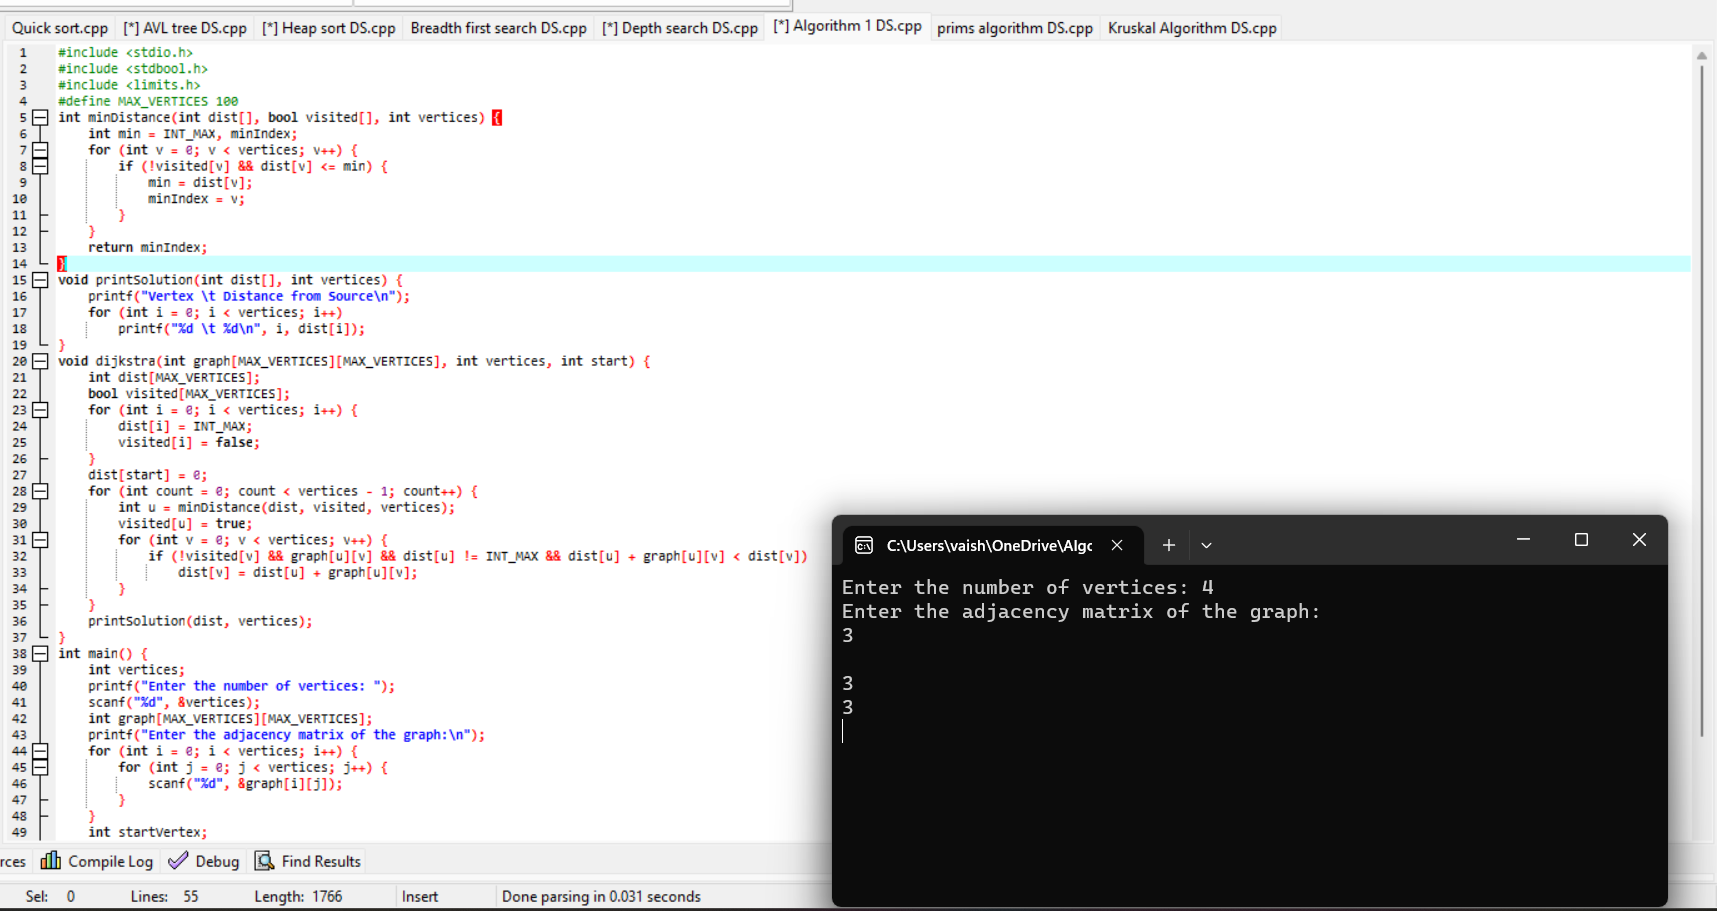 Quick sort.cpp [*] AVL tree DS.cpp [*] Heap sort DS.cpp Breadth first search DS.cpp [*] Depth search DS.cpp [*] Algorithm 1 DS.cpp prims algorithm DS.cpp Kruskal Algorithm DS.cpp
1 #include <stdio.h>
2 #include <stdbool.h>
3 #include <limits.h>
4 #define MAX_VERTICES 100
5 int minDistance(int dist[], bool visited[], int vertices) {
6 int min = INT_MAX, minIndex;
7 for (int v = 0; v < vertices; v++) {
8 if (!visited[v] && dist[v] <= min) {
9 min = dist[v];
10 minIndex = v;
11 }
12 }
13 return minIndex;
14 }
15 void printSolution(int dist[], int vertices) {
16 printf("Vertex \t Distance from Source\n");
17 for (int i = 0; i < vertices; i++)
18 printf("%d \t %d\n", i, dist[i]);
19 }
20 void dijkstra(int graph[MAX_VERTICES][MAX_VERTICES], int vertices, int start) {
21 int dist[MAX_VERTICES];
22 bool visited[MAX_VERTICES];
23 for (int i = 0; i < vertices; i++) {
24 dist[i] = INT_MAX;
25 visited[i] = false;
26 }
27 dist[start] = 0;
28 for (int count = 0; count < vertices - 1; count++) {
29 int u = minDistance(dist, visited, vertices);
30 visited[u] = true;
31 for (int v = 0; v < vertices; v++) {
32 if (!visited[v] && graph[u][v] && dist[u] != INT_MAX && dist[u] + graph[u][v] < dist[v])
33 dist[v] = dist[u] + graph[u][v];
34 }
35 }
36 printSolution(dist, vertices);
37 }
38 int main() {
39 int vertices;
40 printf("Enter the number of vertices: ");
41 scanf("%d", &vertices);
42 int graph[MAX_VERTICES][MAX_VERTICES];
43 printf("Enter the adjacency matrix of the graph:\n");
44 for (int i = 0; i < vertices; i++) {
45 for (int j = 0; j < vertices; j++) {
46 scanf("%d", &graph[i][j]);
47 }
48 }
49 int startVertex;
C:\Users\vaish\OneDrive\Algc
Enter the number of vertices: 4
Enter the adjacency matrix of the graph:
3
3
3
rces Compile Log Debug Find Results
Sel: 0 Lines: 55 Length: 1766 Insert Done parsing in 0.031 seconds